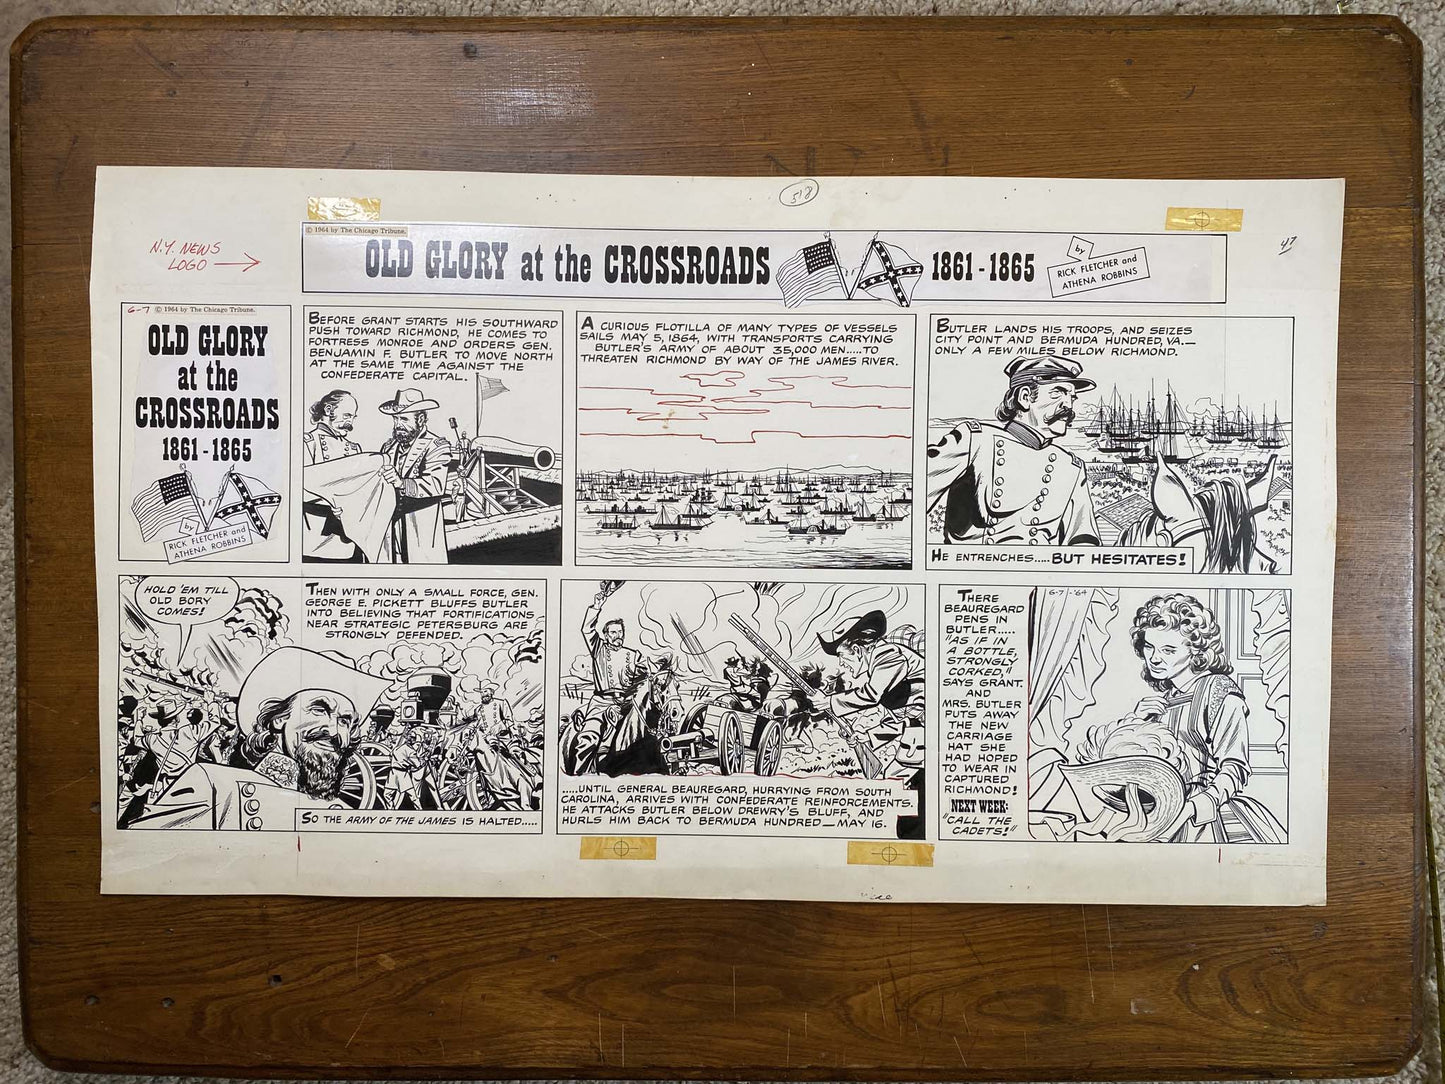 518
N.Y. NEWS
LOGO
47
© 1964 by The Chicago Tribune.
OLD GLORY at the CROSSROADS 1861-1865
by
RICK FLETCHER and
ATHENA ROBBINS
6-7 © 1964 by The Chicago Tribune.
OLD GLORY
at the
CROSSROADS
1861-1865
by
RICK FLETCHER and
ATHENA ROBBINS
BEFORE GRANT STARTS HIS SOUTHWARD
PUSH TOWARD RICHMOND, HE COMES TO
FORTRESS MONROE AND ORDERS GEN.
BENJAMIN F. BUTLER TO MOVE NORTH
AT THE SAME TIME AGAINST THE
CONFEDERATE CAPITAL.
A CURIOUS FLOTILLA OF MANY TYPES OF VESSELS
SAILS MAY 5, 1864, WITH TRANSPORTS CARRYING
BUTLER'S ARMY OF ABOUT 35,000 MEN.....TO
THREATEN RICHMOND BY WAY OF THE JAMES RIVER.
BUTLER LANDS HIS TROOPS, AND SEIZES
CITY POINT AND BERMUDA HUNDRED, VA.—
ONLY A FEW MILES BELOW RICHMOND.
HE ENTRENCHES.....BUT HESITATES!
HOLD 'EM TILL
OLD BORY
COMES!
THEN WITH ONLY A SMALL FORCE, GEN.
GEORGE E. PICKETT BLUFFS BUTLER
INTO BELIEVING THAT FORTIFICATIONS
NEAR STRATEGIC PETERSBURG ARE
STRONGLY DEFENDED.
SO THE ARMY OF THE JAMES IS HALTED.....
.....UNTIL GENERAL BEAUREGARD, HURRYING FROM SOUTH
CAROLINA, ARRIVES WITH CONFEDERATE REINFORCEMENTS.
HE ATTACKS BUTLER BELOW DREWRY'S BLUFF, AND
HURLS HIM BACK TO BERMUDA HUNDRED—MAY 16.
THERE
BEAUREGARD
PENS IN
BUTLER.....
"AS IF IN
A BOTTLE,
STRONGLY
CORKED,"
SAYS GRANT.
AND
MRS. BUTLER
PUTS AWAY
THE NEW
CARRIAGE
HAT SHE
HAD HOPED
TO WEAR IN
CAPTURED
RICHMOND!
NEXT WEEK:
"CALL THE
CADETS!"
6-7-'64